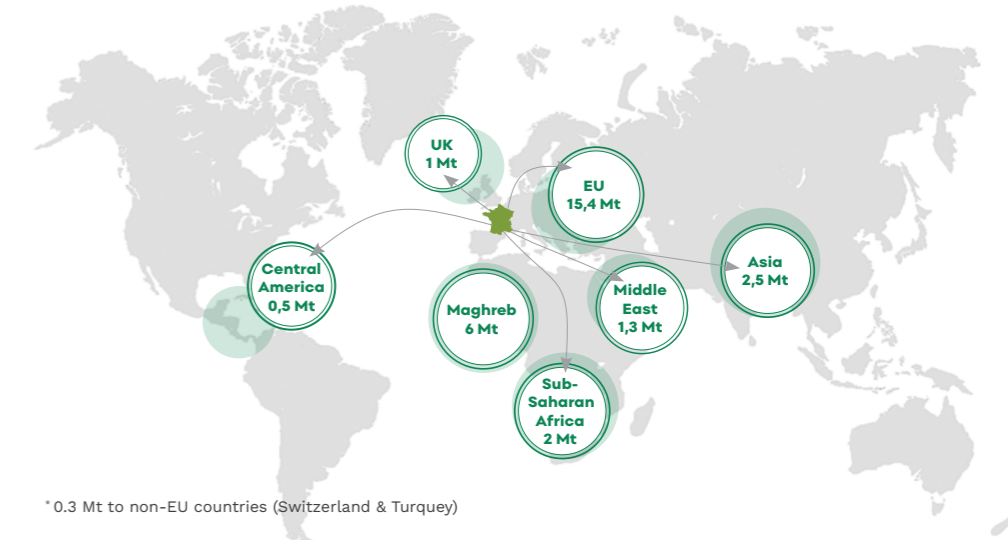 UK
1 Mt
EU
15,4 Mt
Central
America
0,5 Mt
Asia
2,5 Mt
Middle
East
1,3 Mt
Maghreb
6 Mt
Sub-
Saharan
Africa
2 Mt
* 0.3 Mt to non-EU countries (Switzerland & Turquey)